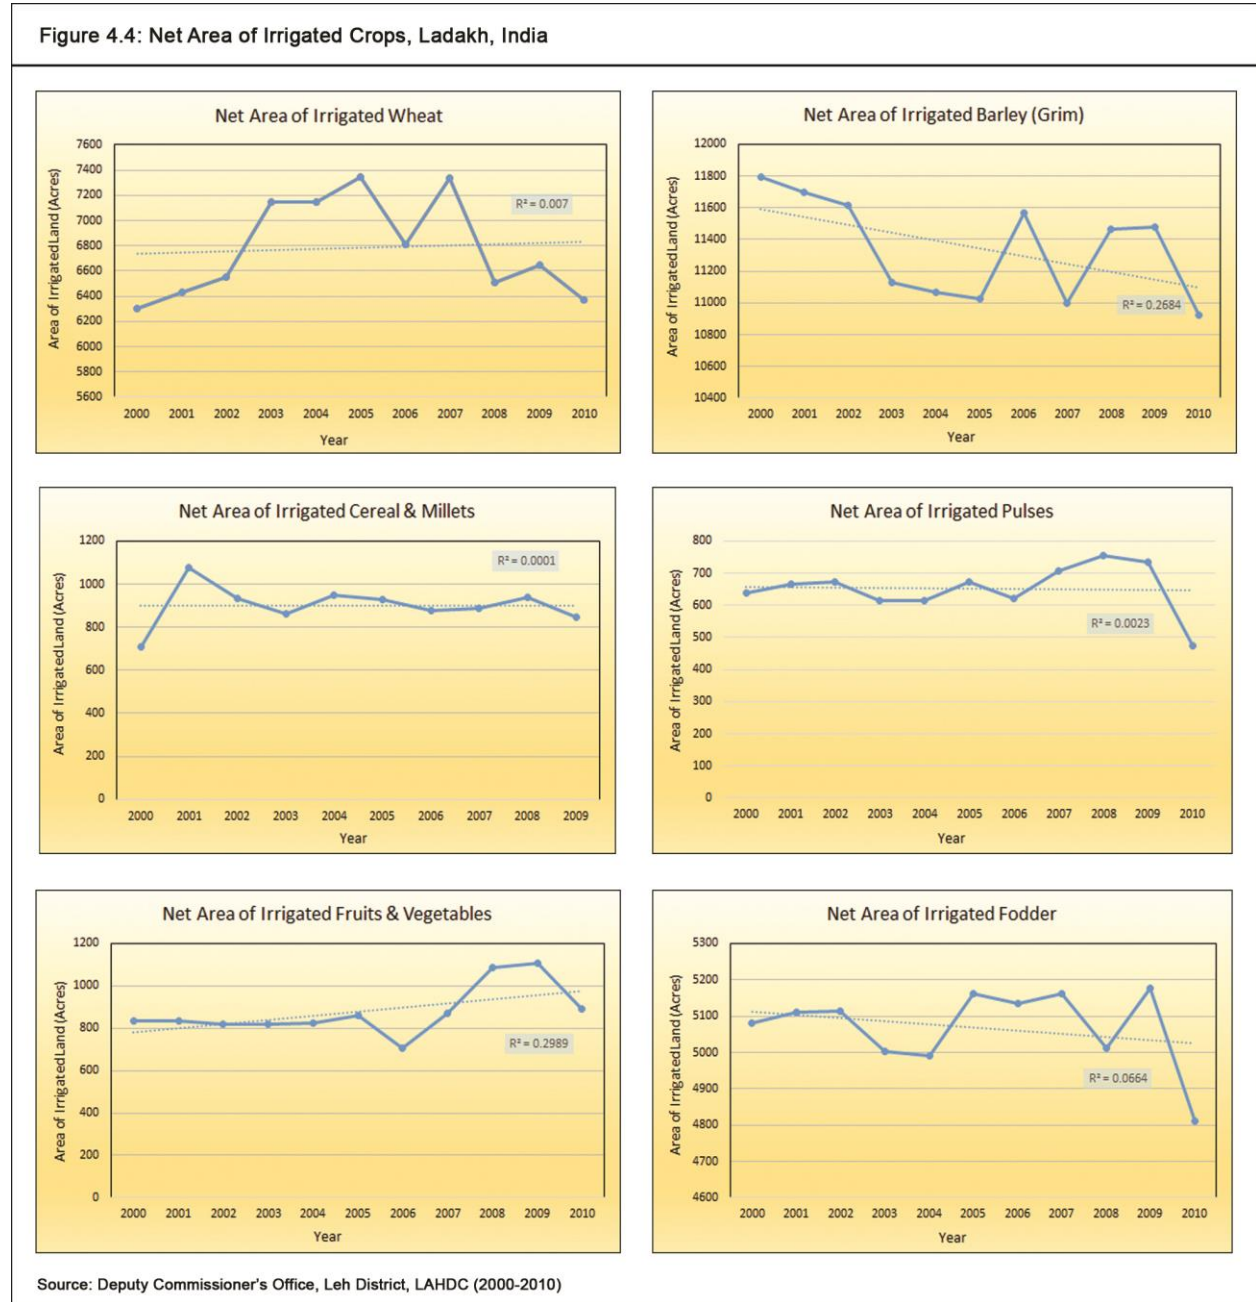 Figure 4.4: Net Area of Irrigated Crops, Ladakh, India
Net Area of Irrigated Wheat
Area of Irrigated Land (Acres)
7600
7400
7200
7000
6800
6600
6400
6200
6000
5800
5600
R² = 0.007
2000 2001 2002 2003 2004 2005 2006 2007 2008 2009 2010
Year
Net Area of Irrigated Barley (Grim)
Area of Irrigated Land (Acres)
12000
11800
11600
11400
11200
11000
10800
10600
10400
R² = 0.2684
2000 2001 2002 2003 2004 2005 2006 2007 2008 2009 2010
Year
Net Area of Irrigated Cereal & Millets
Area of Irrigated Land (Acres)
1200
1000
800
600
400
200
0
R² = 0.0001
2000 2001 2002 2003 2004 2005 2006 2007 2008 2009
Year
Net Area of Irrigated Pulses
Area of Irrigated Land (Acres)
800
700
600
500
400
300
200
100
0
R² = 0.0023
2000 2001 2002 2003 2004 2005 2006 2007 2008 2009 2010
Year
Net Area of Irrigated Fruits & Vegetables
Area of Irrigated Land (Acres)
1200
1000
800
600
400
200
0
R² = 0.2989
2000 2001 2002 2003 2004 2005 2006 2007 2008 2009 2010
Year
Net Area of Irrigated Fodder
Area of Irrigated Land (Acres)
5300
5200
5100
5000
4900
4800
4700
4600
R² = 0.0664
2000 2001 2002 2003 2004 2005 2006 2007 2008 2009 2010
Year
Source: Deputy Commissioner's Office, Leh District, LAHDC (2000-2010)